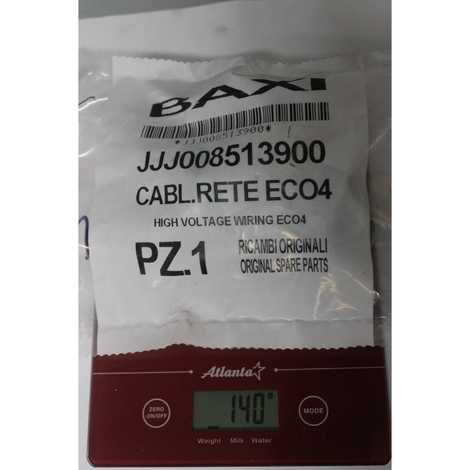 BAXI
*JJJ008513900*
JJJ008513900
CABL.RETE ECO4
HIGH VOLTAGE WIRING ECO4
PZ.1
RICAMBI ORIGINALI
ORIGINAL SPARE PARTS
Atlanta
ZERO
ON/OFF
140
MODE
Weight Milk Water